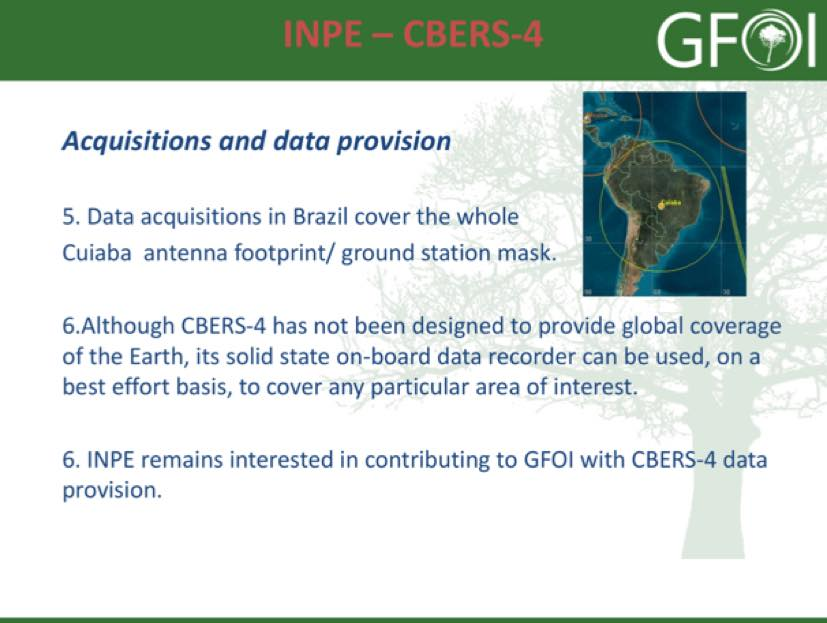 INPE – CBERS-4
GFOI
Acquisitions and data provision
Cuiaba
5. Data acquisitions in Brazil cover the whole
Cuiaba antenna footprint/ ground station mask.
6.Although CBERS-4 has not been designed to provide global coverage
of the Earth, its solid state on-board data recorder can be used, on a
best effort basis, to cover any particular area of interest.
6. INPE remains interested in contributing to GFOI with CBERS-4 data
provision.